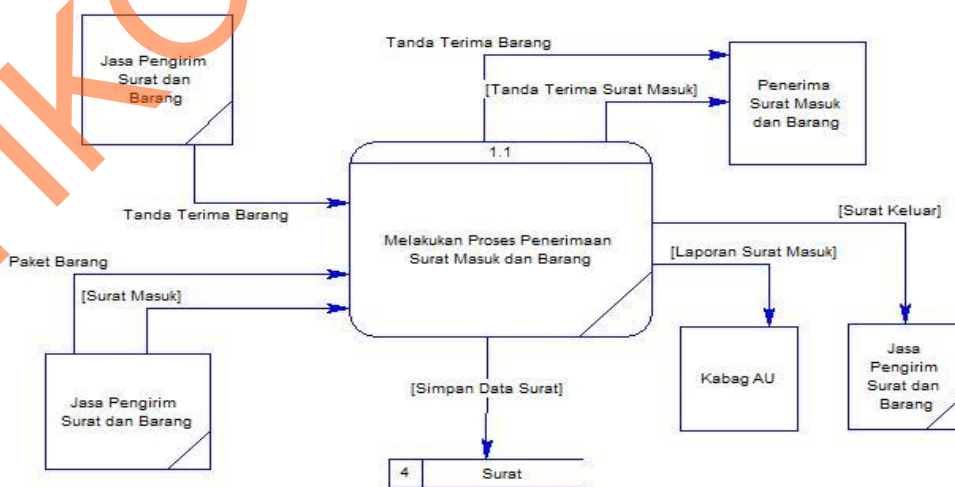 Jasa Pengirim
Surat dan
Barang
Tanda Terima Barang
[Tanda Terima Surat Masuk]
Penerima
Surat Masuk
dan Barang
1.1
Tanda Terima Barang
Melakukan Proses Penerimaan
Surat Masuk dan Barang
[Surat Keluar]
[Laporan Surat Masuk]
Paket Barang
[Surat Masuk]
Jasa Pengirim
Surat dan Barang
[Simpan Data Surat]
Kabag AU
Jasa
Pengirim
Surat dan
Barang
4
Surat